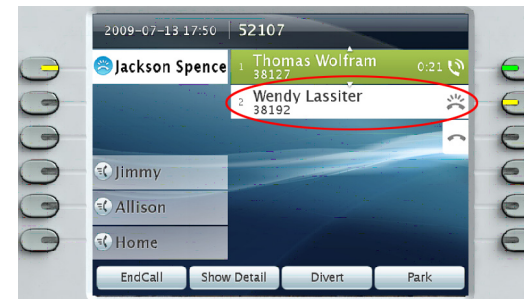 2009-07-13 17:50 52107
Jackson Spence
1 Thomas Wolfram 0:21
38127
2 Wendy Lassiter
38192
Jimmy
Allison
Home
EndCall Show Detail Divert Park